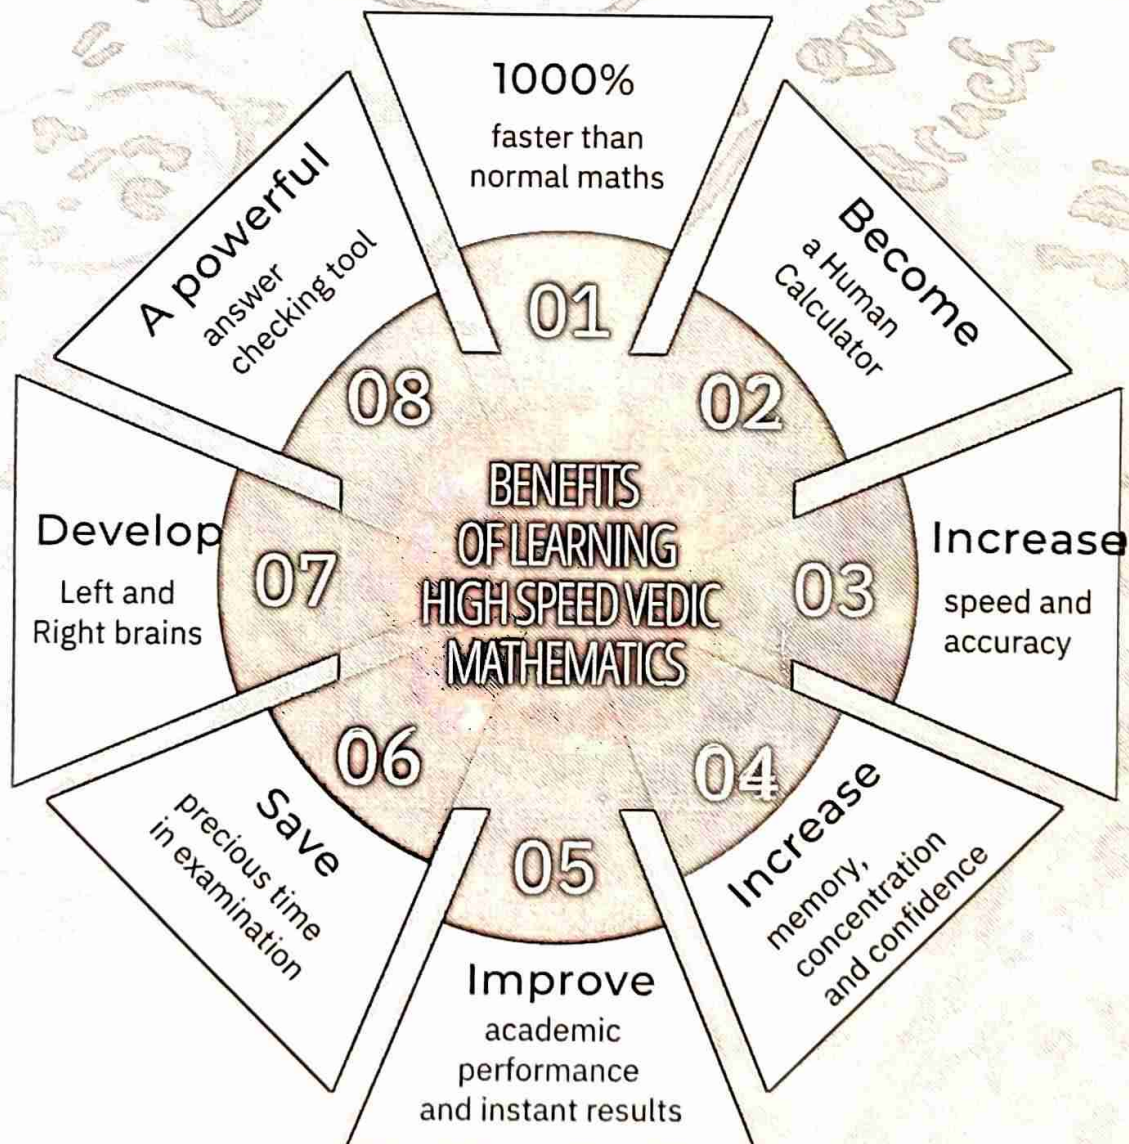 BENEFITS
OF LEARNING
HIGH SPEED VEDIC
MATHEMATICS
01
1000%
faster than
normal maths
02
Become
a Human
Calculator
03
Increase
speed and
accuracy
04
Increase
memory,
concentration
and confidence
05
Improve
academic
performance
and instant results
06
Save
precious time
in examination
07
Develop
Left and
Right brains
08
A powerful
answer
checking tool